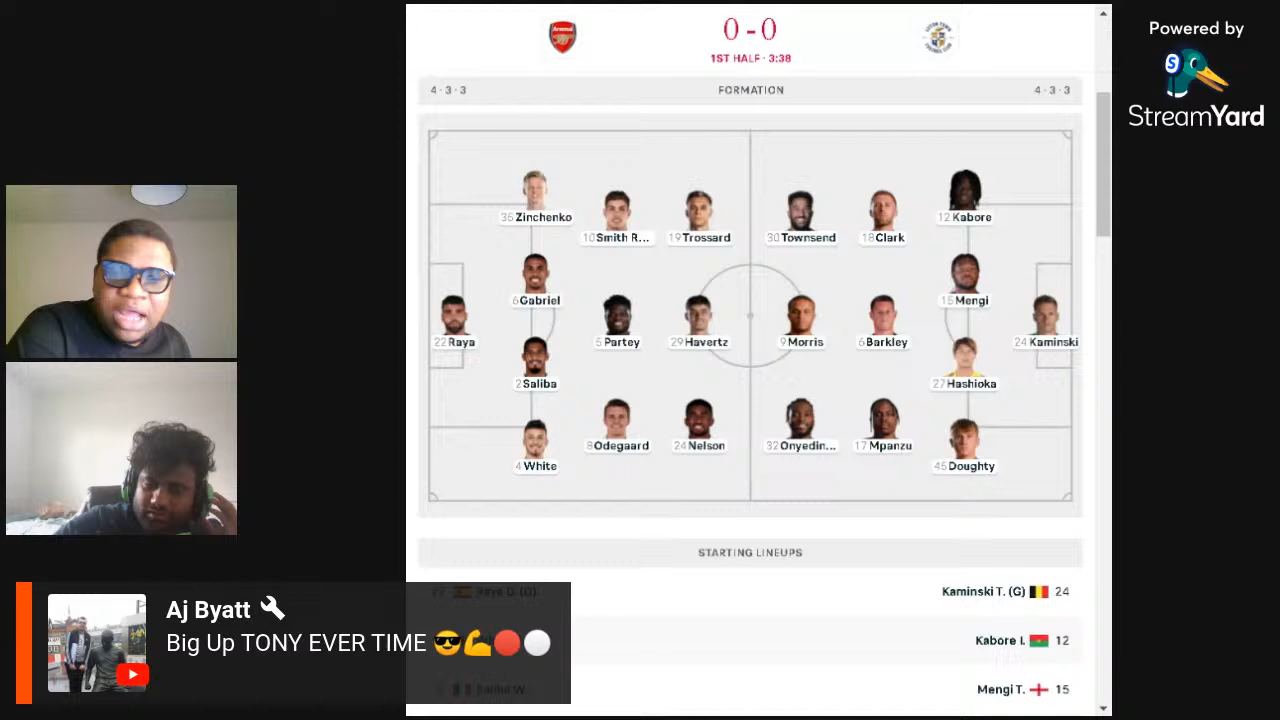 0 - 0
1ST HALF · 3:38
4 · 3 · 3
FORMATION
4 · 3 · 3
35 Zinchenko
10 Smith R...
19 Trossard
30 Townsend
18 Clark
12 Kabore
6 Gabriel
15 Mengi
22 Raya
5 Partey
29 Havertz
9 Morris
6 Barkley
24 Kaminski
2 Saliba
27 Hashioka
8 Odegaard
24 Nelson
32 Onyedin...
17 Mpanzu
4 White
45 Doughty
STARTING LINEUPS
Raya D. (G)
Kaminski T. (G) 24
Kabore I. 12
Saliba W.
Mengi T. 15
Aj Byatt
Big Up TONY EVER TIME 😎💪🔴⚪
Powered by
S
StreamYard